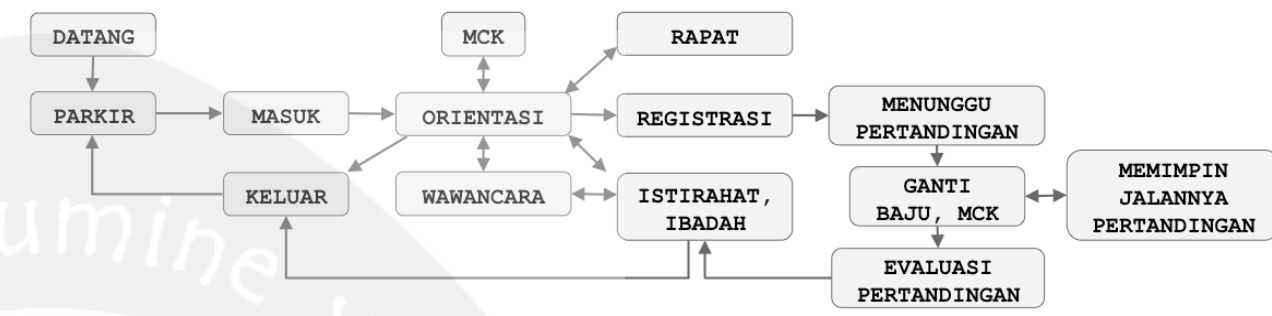 DATANG
MCK
RAPAT
PARKIR
MASUK
ORIENTASI
REGISTRASI
MENUNGGU
PERTANDINGAN
KELUAR
WAWANCARA
ISTIRAHAT,
IBADAH
GANTI
BAJU, MCK
MEMIMPIN
JALANNYA
PERTANDINGAN
EVALUASI
PERTANDINGAN
umine